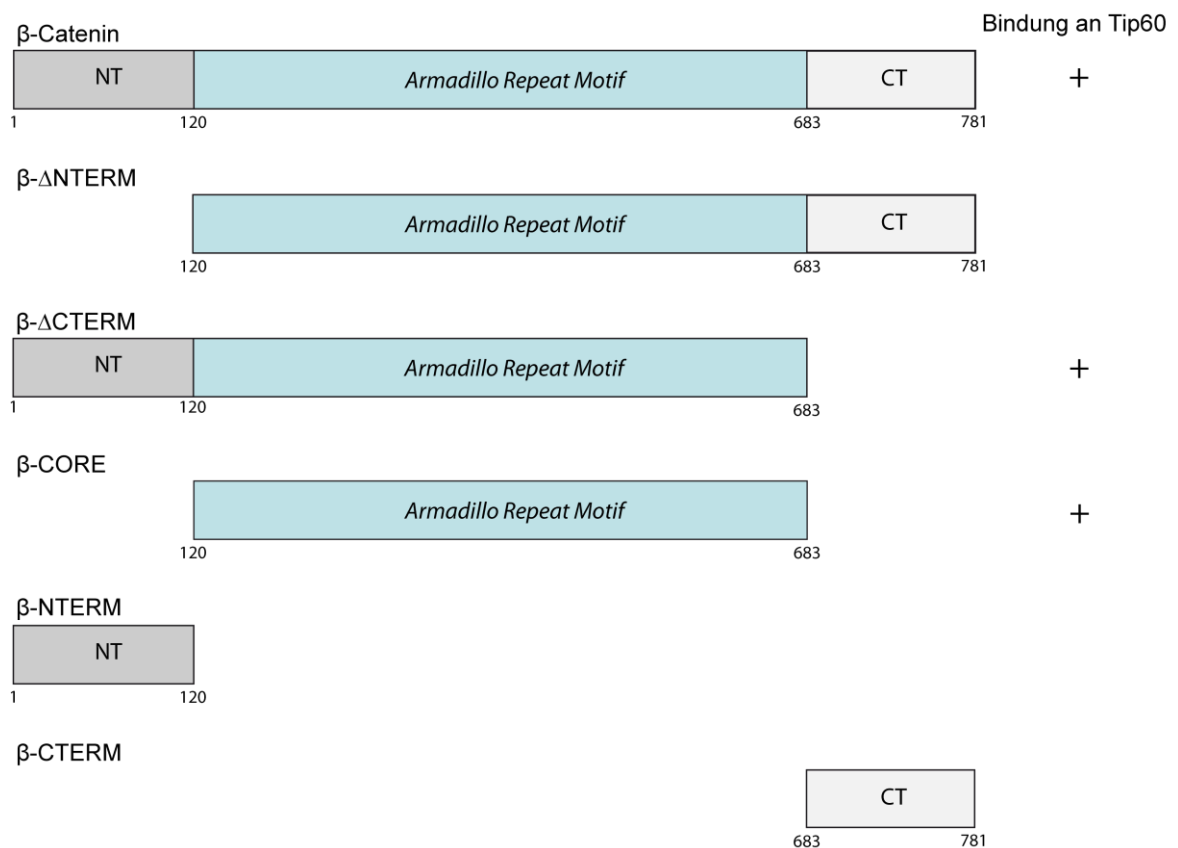 Bindung an Tip60
β-Catenin
NT Armadillo Repeat Motif CT +
1 120 683 781
β-ΔNTERM
Armadillo Repeat Motif CT
120 683 781
β-ΔCTERM
NT Armadillo Repeat Motif +
1 120 683
β-CORE
Armadillo Repeat Motif +
120 683
β-NTERM
NT
1 120
β-CTERM
CT
683 781